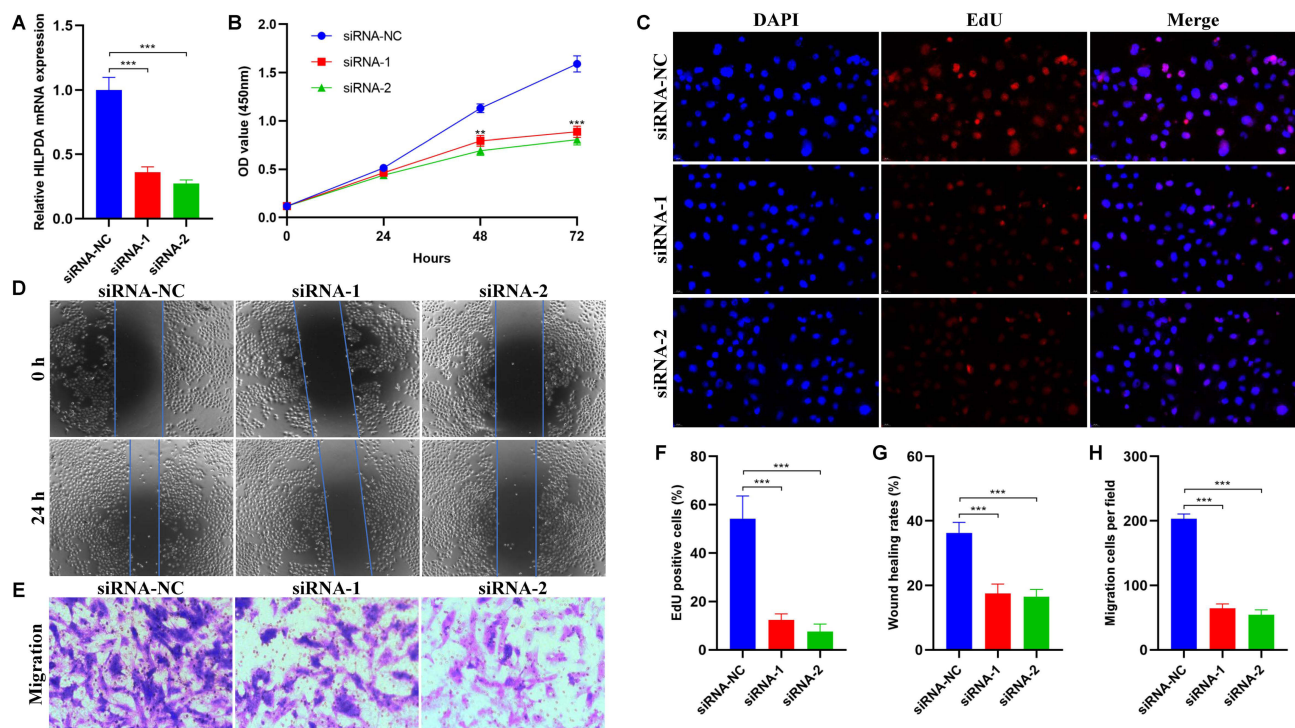 A
Relative HILPDA mRNA expression
1.5
1.0
0.5
0.0
***
***
siRNA-NC
siRNA-1
siRNA-2
B
OD value (450nm)
2.0
1.5
1.0
0.5
0.0
siRNA-NC
siRNA-1
siRNA-2
**
***
0
24
48
72
Hours
C
DAPI
EdU
Merge
siRNA-NC
siRNA-1
siRNA-2
D
siRNA-NC
siRNA-1
siRNA-2
0 h
24 h
E
siRNA-NC
siRNA-1
siRNA-2
Migration
F
EdU positive cells (%)
80
60
40
20
0
***
***
siRNA-NC
siRNA-1
siRNA-2
G
Wound healing rates (%)
60
40
20
0
***
***
siRNA-NC
siRNA-1
siRNA-2
H
Migration cells per field
300
200
100
0
***
***
siRNA-NC
siRNA-1
siRNA-2